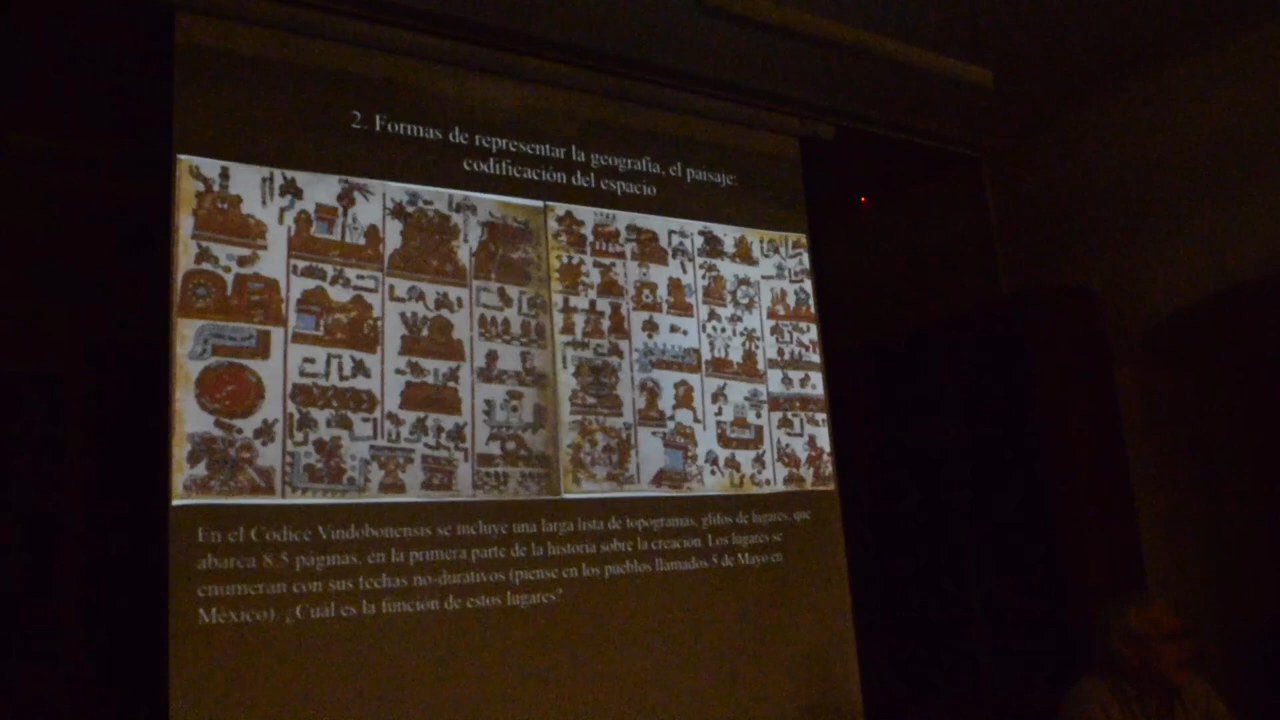 2. Formas de representar la geografía, el paisaje:
codificación del espacio
En el Códice Vindobonensis se incluye una larga lista de topogramas, glifos de lugares, que
abarca 8.5 páginas, en la primera parte de la historia sobre la creación. Los lugares se
enumeran con sus fechas no-durativos (piense en los pueblos llamados 5 de Mayo en
México). ¿Cuál es la función de estos lugares?